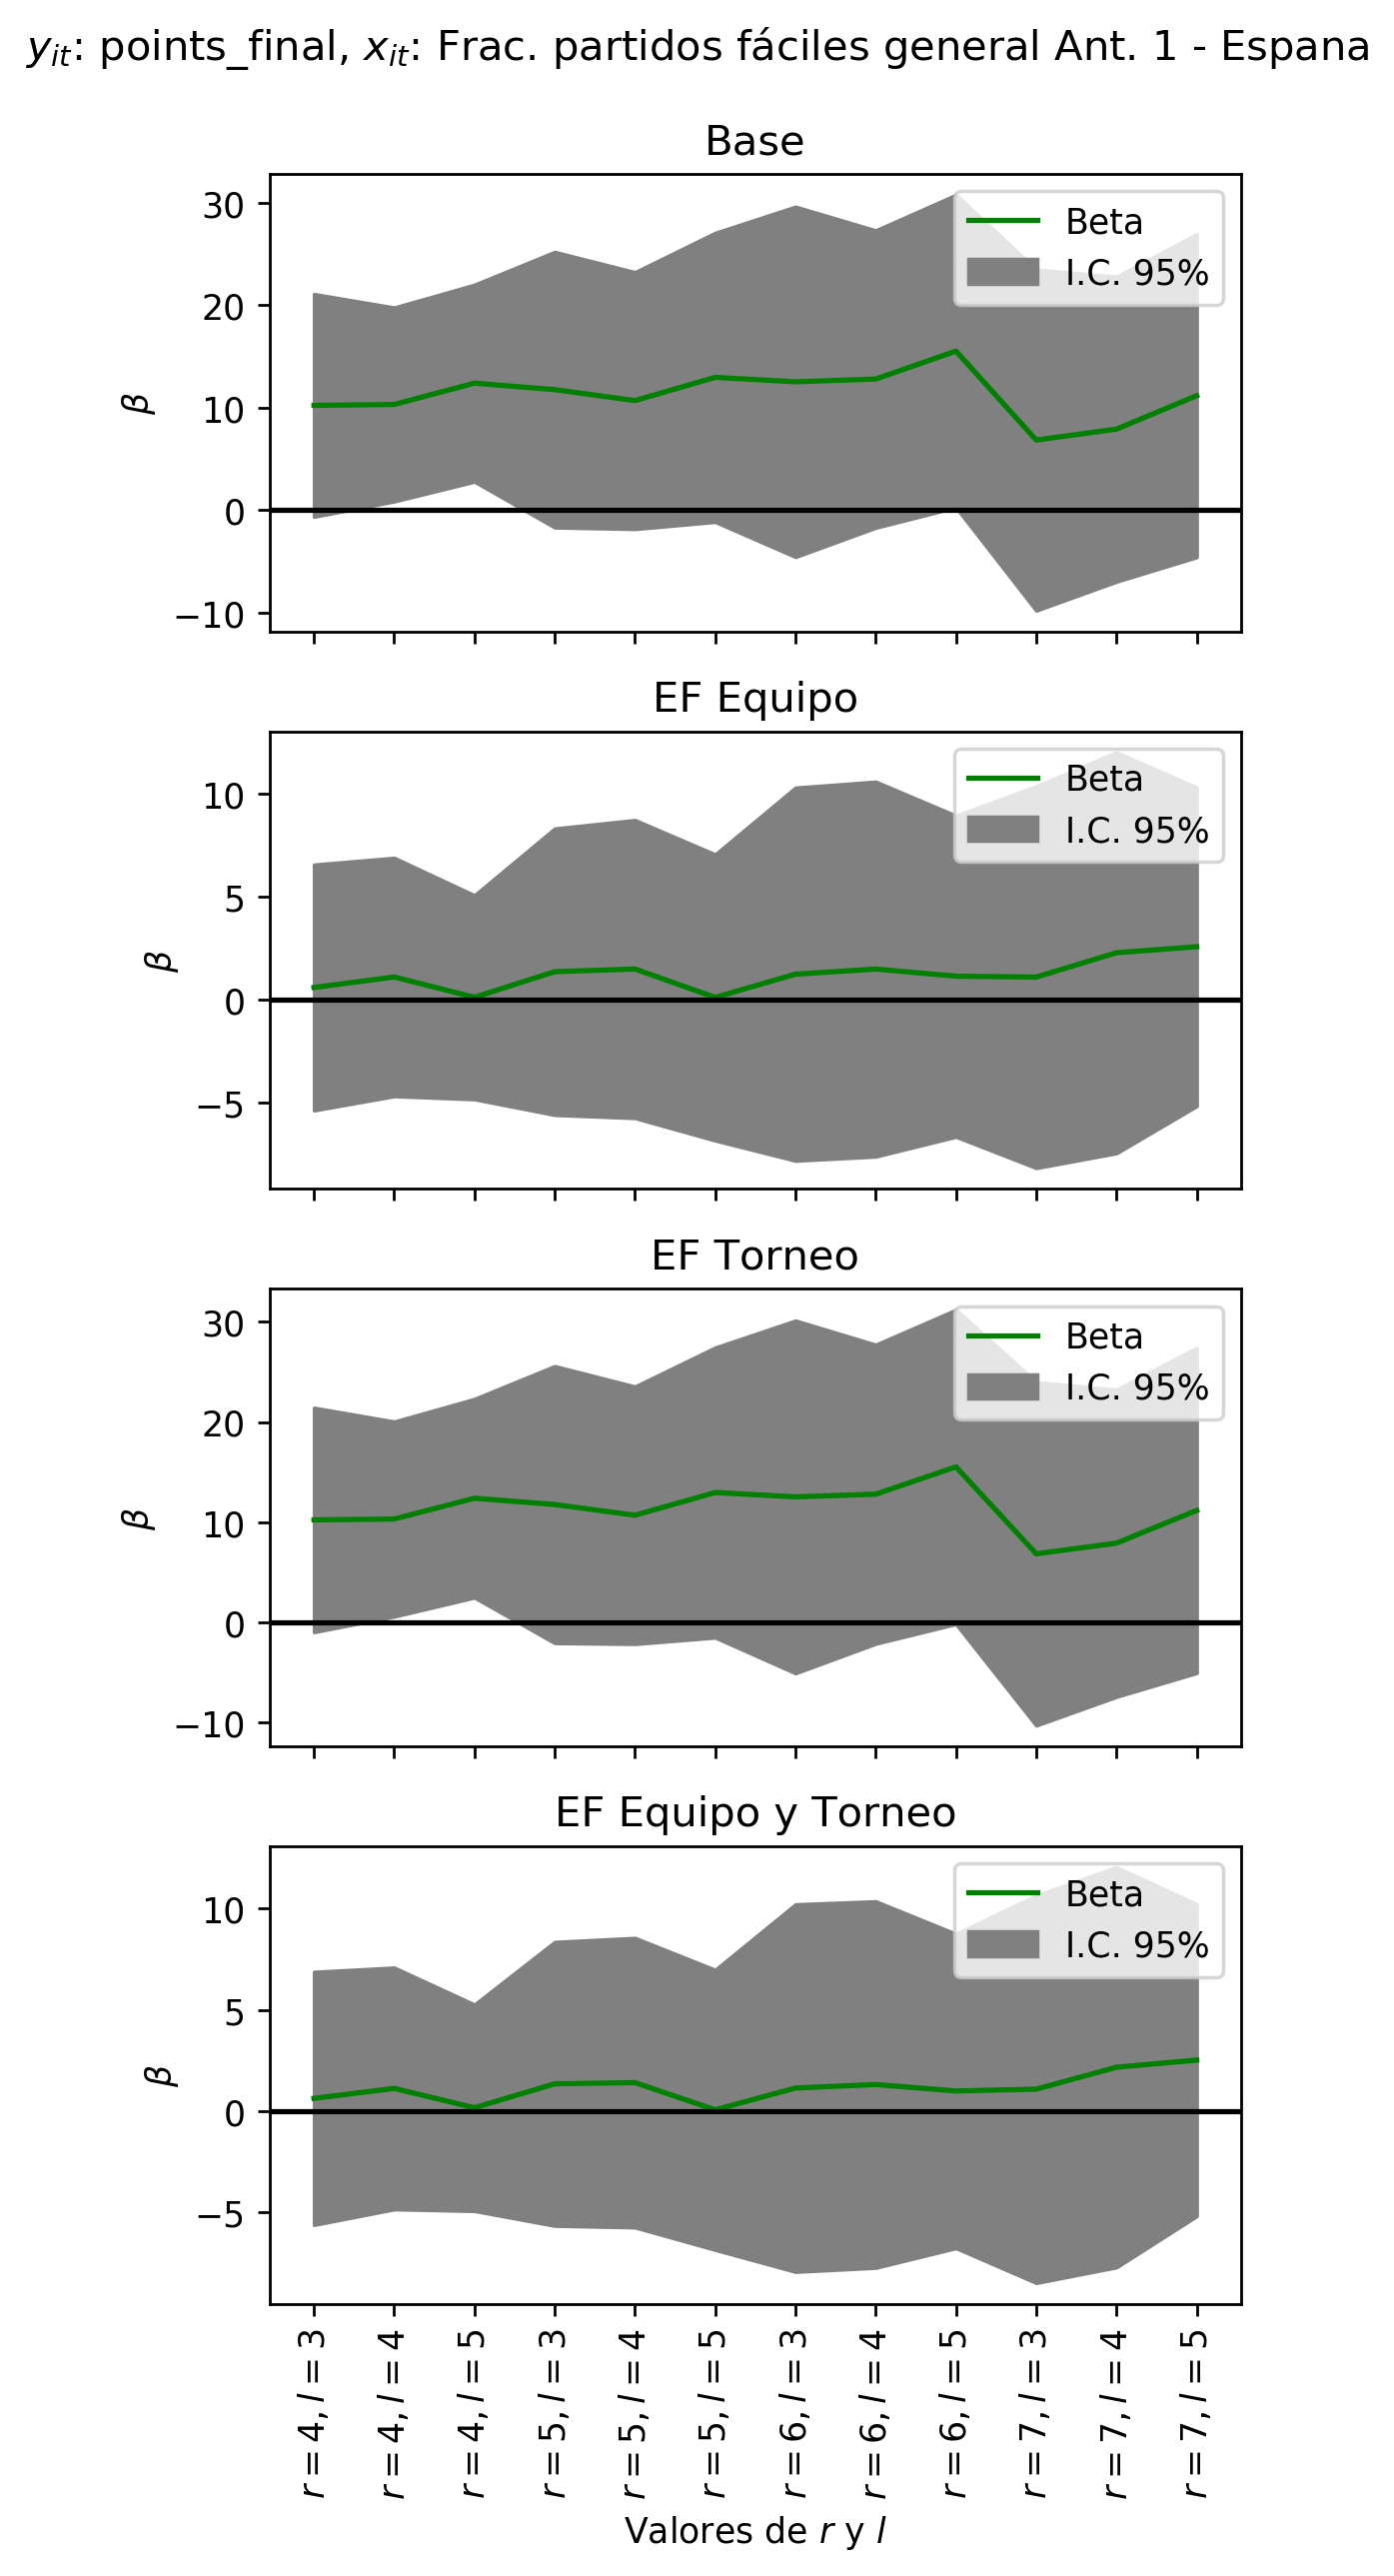 y_it: points_final, x_it: Frac. partidos fáciles general Ant. 1 - Espana
Base
30
20
10
0
−10
β
Beta
I.C. 95%
EF Equipo
10
5
0
−5
β
Beta
I.C. 95%
EF Torneo
30
20
10
0
−10
β
Beta
I.C. 95%
EF Equipo y Torneo
10
5
0
−5
β
Beta
I.C. 95%
r = 4, l = 3
r = 4, l = 4
r = 4, l = 5
r = 5, l = 3
r = 5, l = 4
r = 5, l = 5
r = 6, l = 3
r = 6, l = 4
r = 6, l = 5
r = 7, l = 3
r = 7, l = 4
r = 7, l = 5
Valores de r y l